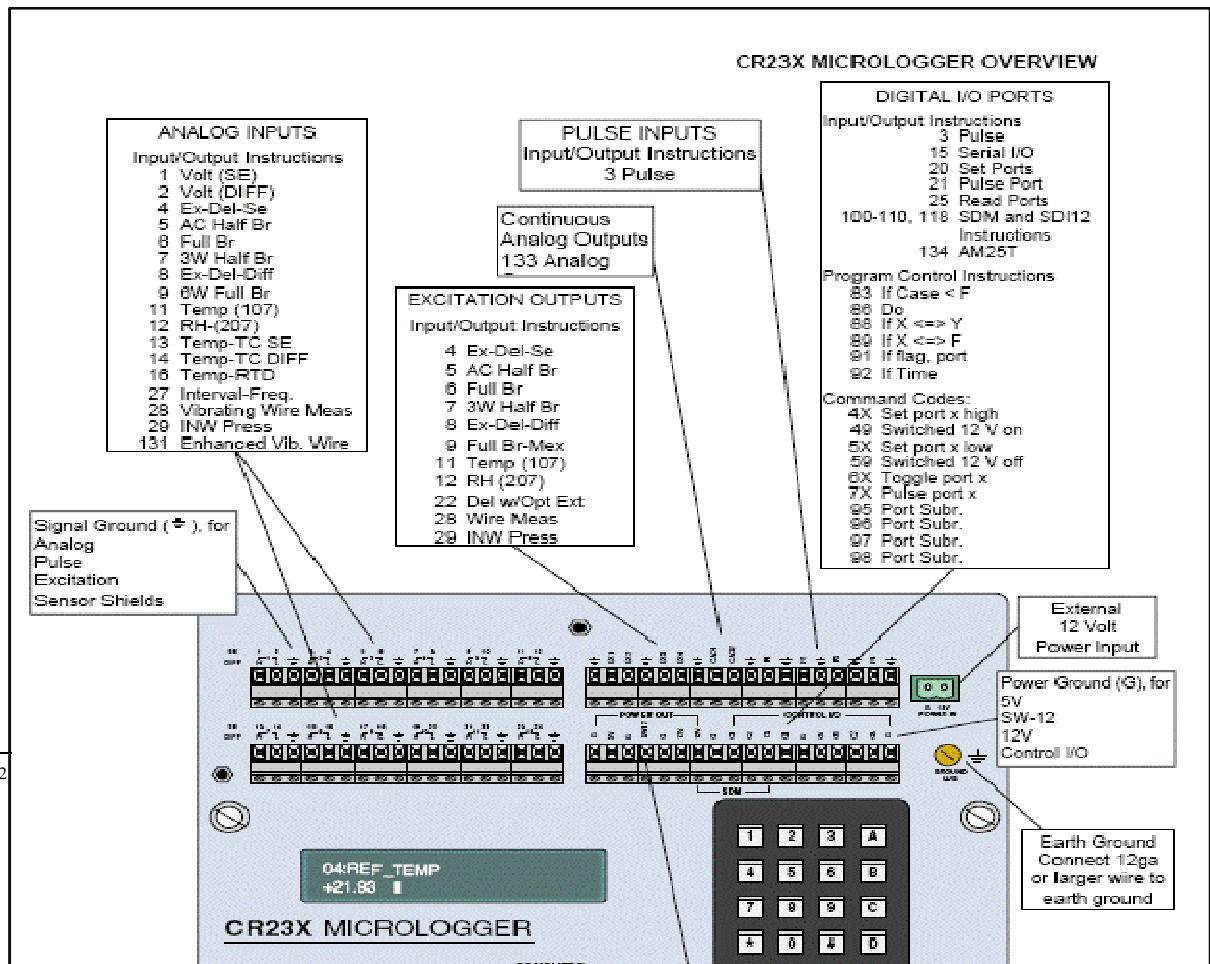 CR23X MICROLOGGER OVERVIEW
ANALOG INPUTS
Input/Output Instructions
1 Volt (SE)
2 Volt (DIFF)
4 Ex-Del-Se
5 AC Half Br
6 Full Br
7 3W Half Br
8 Ex-Del-Diff
9 6W Full Br
11 Temp (107)
12 RH-(207)
13 Temp-TC SE
14 Temp-TC DIFF
16 Temp-RTD
27 Interval-Freq.
28 Vibrating Wire Meas
29 INW Press
131 Enhanced Vib. Wire
PULSE INPUTS
Input/Output Instructions
3 Pulse
Continuous
Analog Outputs
133 Analog
EXCITATION OUTPUTS
Input/Output Instructions
4 Ex-Del-Se
5 AC Half Br
6 Full Br
7 3W Half Br
8 Ex-Del-Diff
9 Full Br-Mex
11 Temp (107)
12 RH (207)
22 Del w/Opt Ext
28 Wire Meas
29 INW Press
DIGITAL I/O PORTS
Input/Output Instructions
3 Pulse
15 Serial I/O
20 Set Ports
21 Pulse Port
25 Read Ports
100-110, 118 SDM and SDI12
Instructions
134 AM25T
Program Control Instructions
83 If Case < F
86 Do
88 If X <=> Y
89 If X <=> F
91 If flag, port
92 If Time
Command Codes:
4X Set port x high
49 Switched 12 V on
5X Set port x low
59 Switched 12 V off
6X Toggle port x
7X Pulse port x
95 Port Subr.
96 Port Subr.
97 Port Subr.
98 Port Subr.
Signal Ground (⏚), for
Analog
Pulse
Excitation
Sensor Shields
External
12 Volt
Power Input
Power Ground (G), for
5V
SW-12
12V
Controll I/O
POWER OUT
CONTROL I/O
POWER IN
SDM
GROUND
LUG
Earth Ground
Connect 12ga
or larger wire to
earth ground
04:REF_TEMP
+21.93
CR23X MICROLOGGER
1 2 3 A
4 5 6 B
7 8 9 C
* 0 # D
2